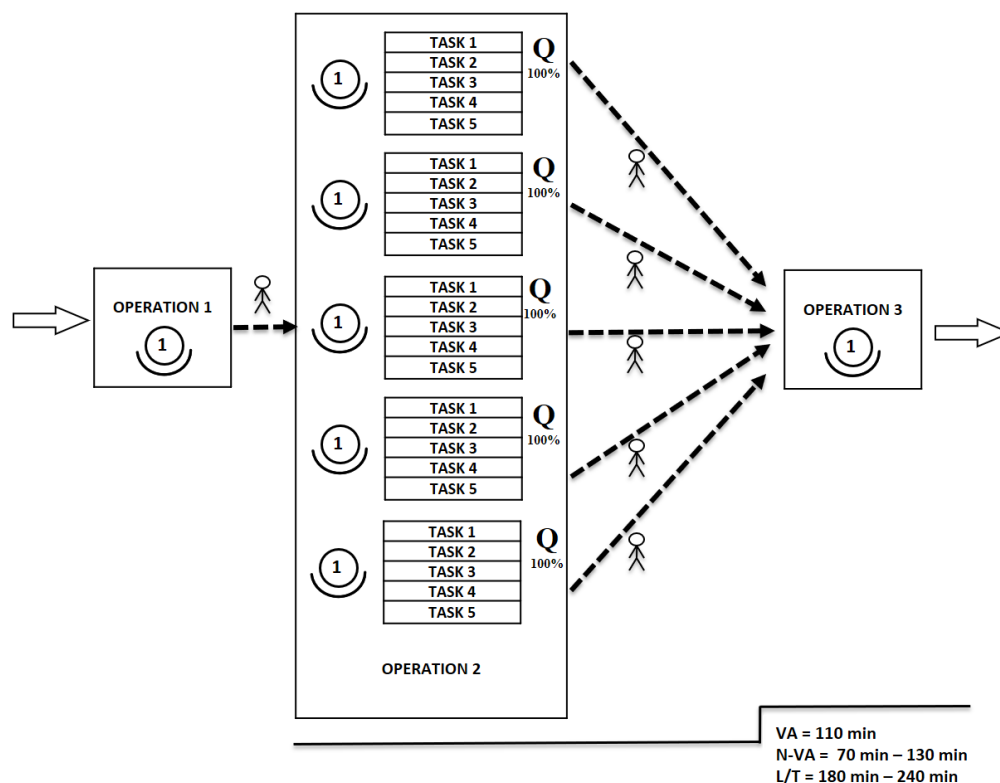 OPERATION 1
1
1
TASK 1
TASK 2
TASK 3
TASK 4
TASK 5
Q
100%
1
TASK 1
TASK 2
TASK 3
TASK 4
TASK 5
Q
100%
1
TASK 1
TASK 2
TASK 3
TASK 4
TASK 5
Q
100%
1
TASK 1
TASK 2
TASK 3
TASK 4
TASK 5
Q
100%
1
TASK 1
TASK 2
TASK 3
TASK 4
TASK 5
Q
100%
OPERATION 2
OPERATION 3
1
VA = 110 min
N-VA = 70 min – 130 min
L/T = 180 min – 240 min